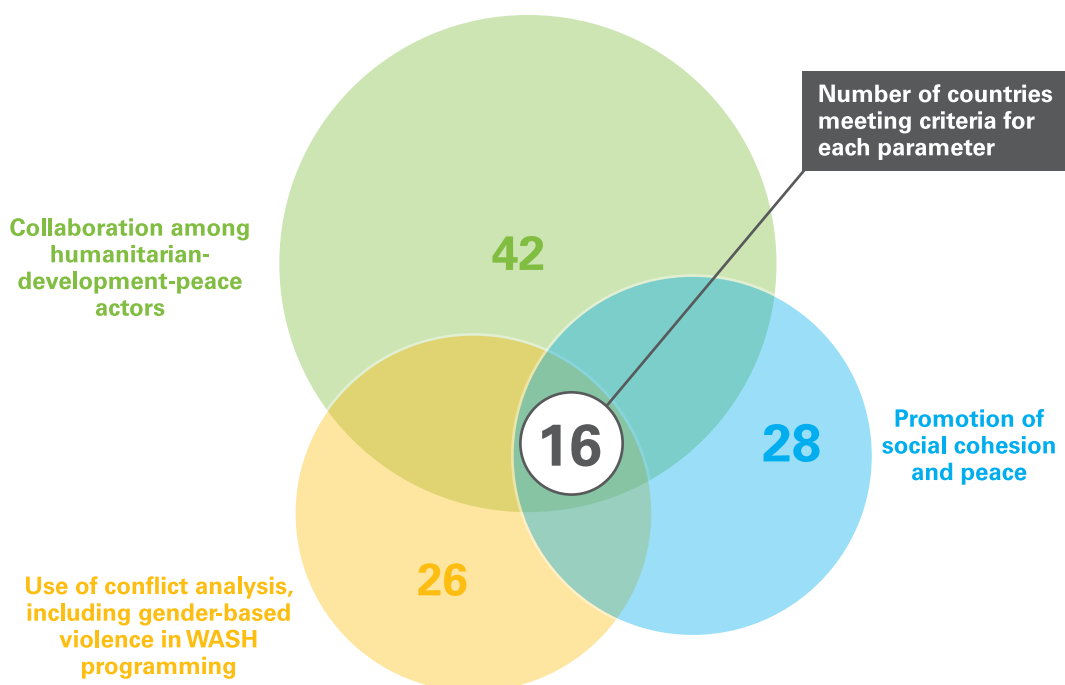 Number of countries
meeting criteria for
each parameter
Collaboration among
humanitarian-
development-peace
actors
42
16
28
Promotion of
social cohesion
and peace
26
Use of conflict analysis,
including gender-based
violence in WASH
programming